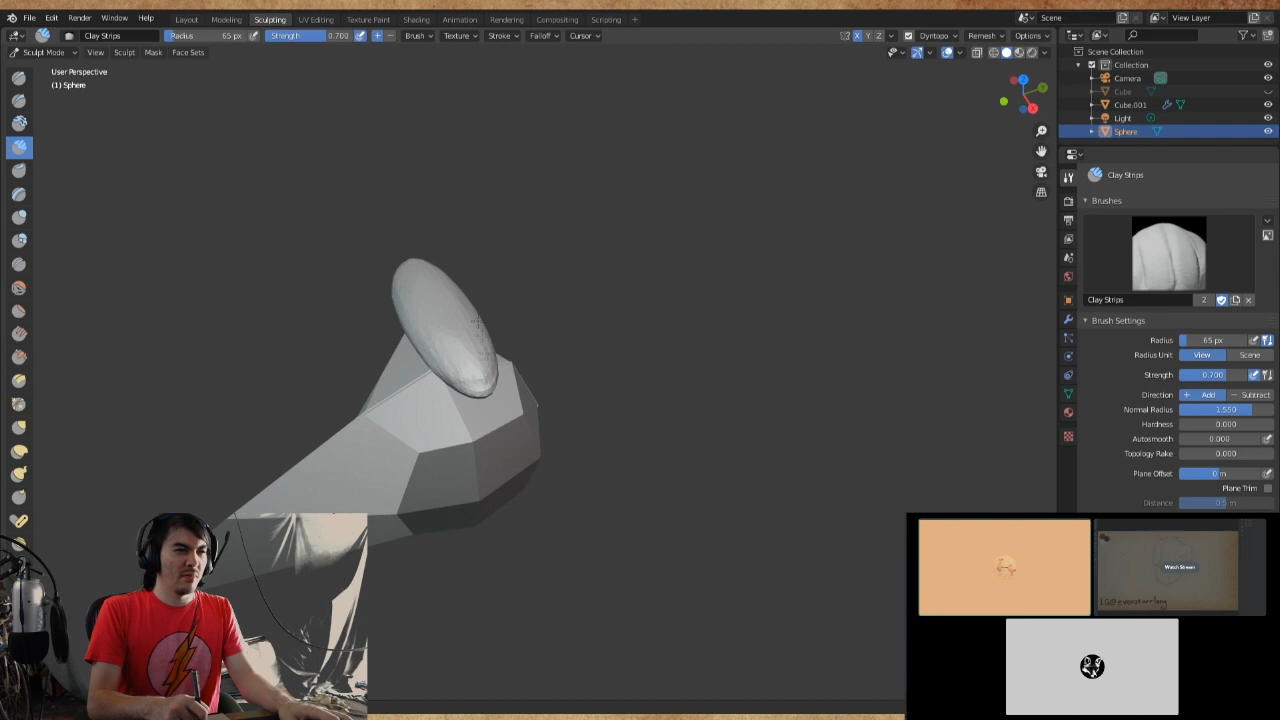 File Edit Render Window Help Layout Modeling Sculpting UV Editing Texture Paint Shading Animation Rendering Compositing Scripting + Scene View Layer
Clay Strips Radius 65 px Strength 0.700 Brush Texture Stroke Falloff Cursor X Y Z Dyntopo Remesh Options
Sculpt Mode View Sculpt Mask Face Sets
User Perspective
(1) Sphere
Scene Collection
Collection
Camera
Cube
Cube.001
Light
Sphere
Clay Strips
Brushes
Clay Strips 2
Brush Settings
Radius 65 px
Radius Unit View Scene
Strength 0.700
Direction + Add − Subtract
Normal Radius 1.550
Hardness 0.000
Autosmooth 0.000
Topology Rake 0.000
Plane Offset 0 m
Plane Trim
Distance 0.5 m
Watch Stream